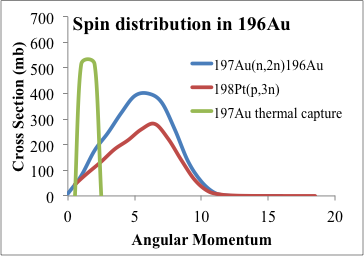 Spin distribution in 196Au
700
600
500
400
300
200
100
0
Cross Section (mb)
197Au(n,2n)196Au
198Pt(p,3n)
197Au thermal capture
0 5 10 15 20
Angular Momentum